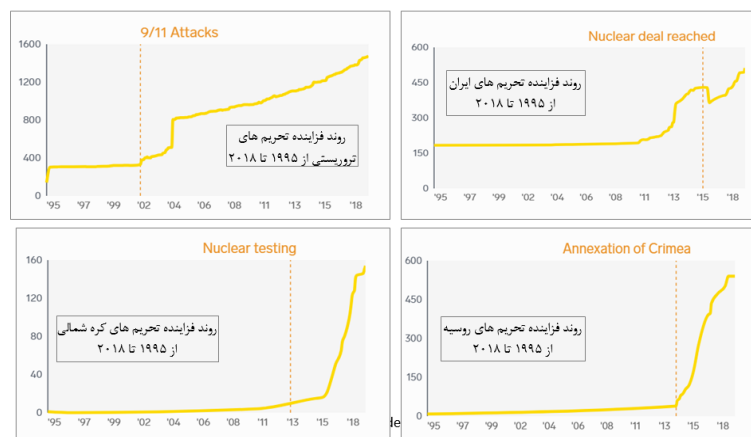 9/11 Attacks
1600
1200
800
400
0
'95 '97 '99 '02 '04 '06 '08 '11 '13 '15 '18
روند فزاینده تحریم های
تروریستی از ۱۹۹۵ تا ۲۰۱۸
Nuclear deal reached
600
450
300
150
0
'95 '97 '99 '02 '04 '06 '08 '11 '13 '15 '18
روند فزاینده تحریم های ایران
از ۱۹۹۵ تا ۲۰۱۸
Nuclear testing
160
120
80
40
0
'95 '97 '99 '02 '04 '06 '08 '11 '13 '15 '18
روند فزاینده تحریم های کره شمالی
از ۱۹۹۵ تا ۲۰۱۸
de
Annexation of Crimea
600
450
300
150
0
'95 '97 '99 '02 '04 '06 '08 '11 '13 '15 '18
روند فزاینده تحریم های روسیه
از ۱۹۹۵ تا ۲۰۱۸